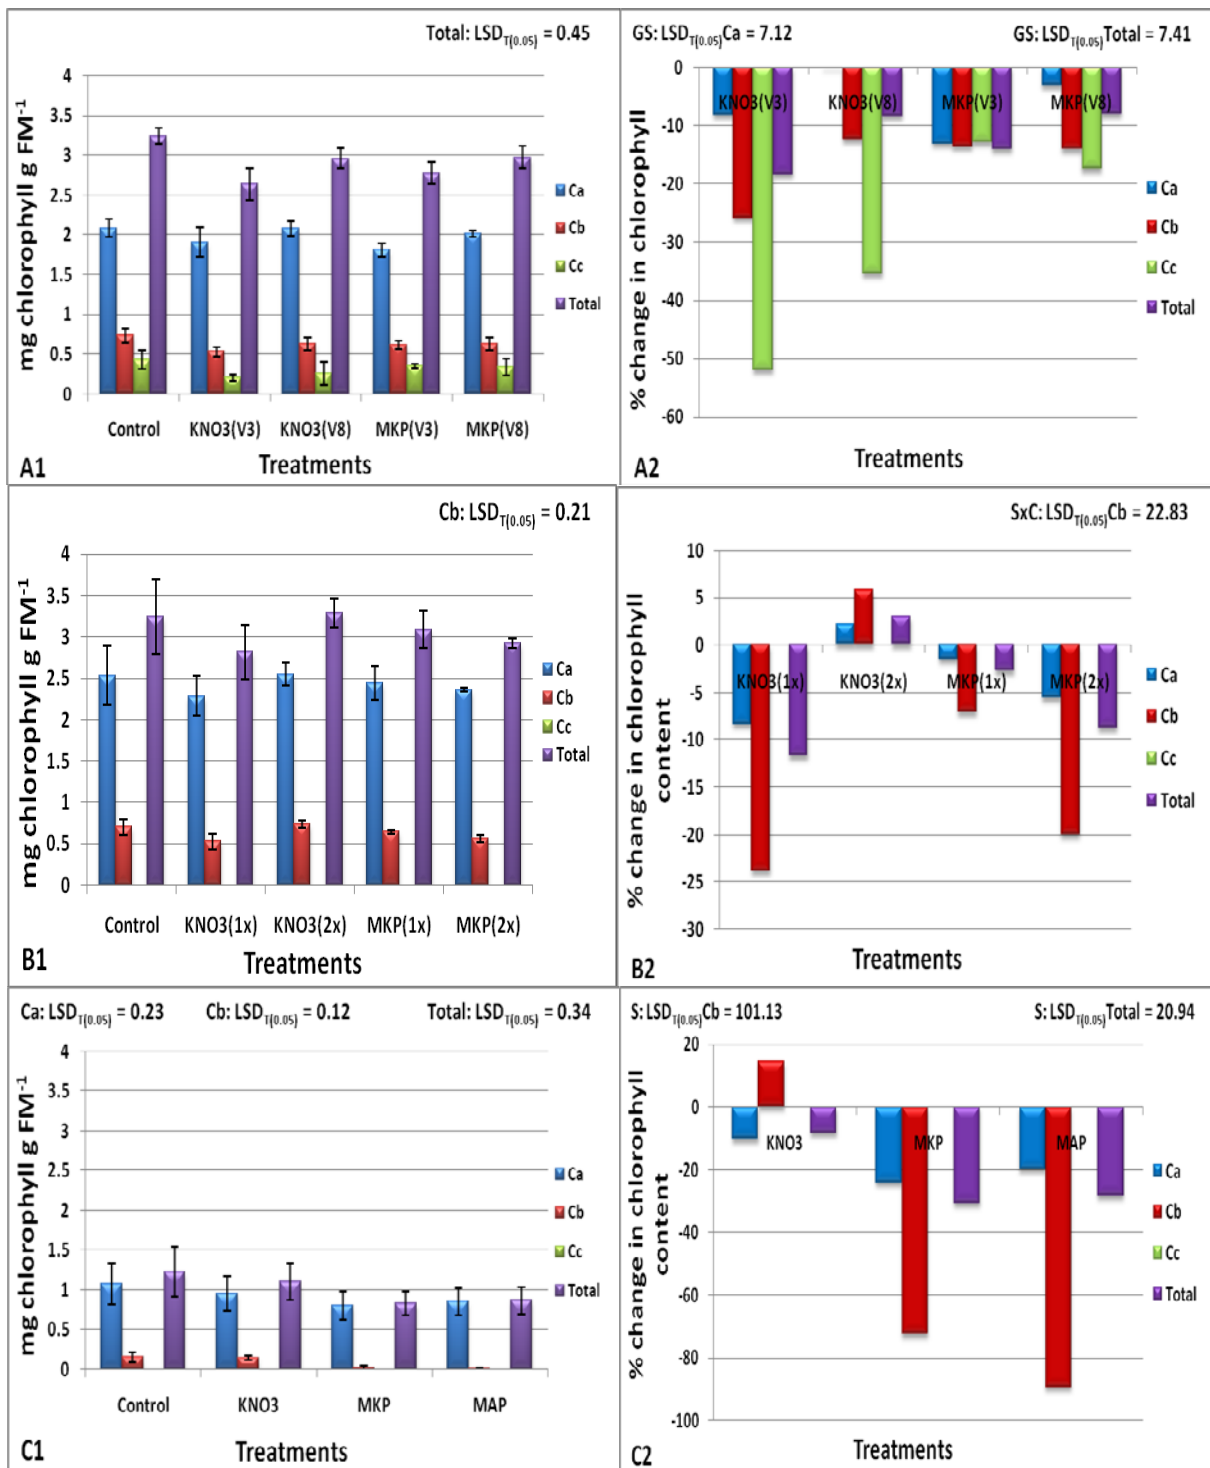 Total: LSD_T(0.05) = 0.45
mg chlorophyll g FM⁻¹
4
3.5
3
2.5
2
1.5
1
0.5
0
Ca
Cb
Cc
Total
Control KNO3(V3) KNO3(V8) MKP(V3) MKP(V8)
Treatments
A1
GS: LSD_T(0.05)Ca = 7.12 GS: LSD_T(0.05)Total = 7.41
% change in chlorophyll
0
-10
-20
-30
-40
-50
-60
KNO3(V3) KNO3(V8) MKP(V3) MKP(V8)
Ca
Cb
Cc
Total
Treatments
A2
Cb: LSD_T(0.05) = 0.21
mg chlorophyll g FM⁻¹
4
3.5
3
2.5
2
1.5
1
0.5
0
Ca
Cb
Cc
Total
Control KNO3(1x) KNO3(2x) MKP(1x) MKP(2x)
Treatments
B1
SxC: LSD_T(0.05)Cb = 22.83
% change in chlorophyll
content
10
5
0
-5
-10
-15
-20
-25
-30
KNO3(1x) KNO3(2x) MKP(1x) MKP(2x)
Ca
Cb
Cc
Total
Treatments
B2
Ca: LSD_T(0.05) = 0.23 Cb: LSD_T(0.05) = 0.12 Total: LSD_T(0.05) = 0.34
mg chlorophyll g FM⁻¹
4
3.5
3
2.5
2
1.5
1
0.5
0
Ca
Cb
Cc
Total
Control KNO3 MKP MAP
Treatments
C1
S: LSD_T(0.05)Cb = 101.13 S: LSD_T(0.05)Total = 20.94
% change in chlorophyll
content
20
0
-20
-40
-60
-80
-100
KNO3 MKP MAP
Ca
Cb
Cc
Total
Treatments
C2